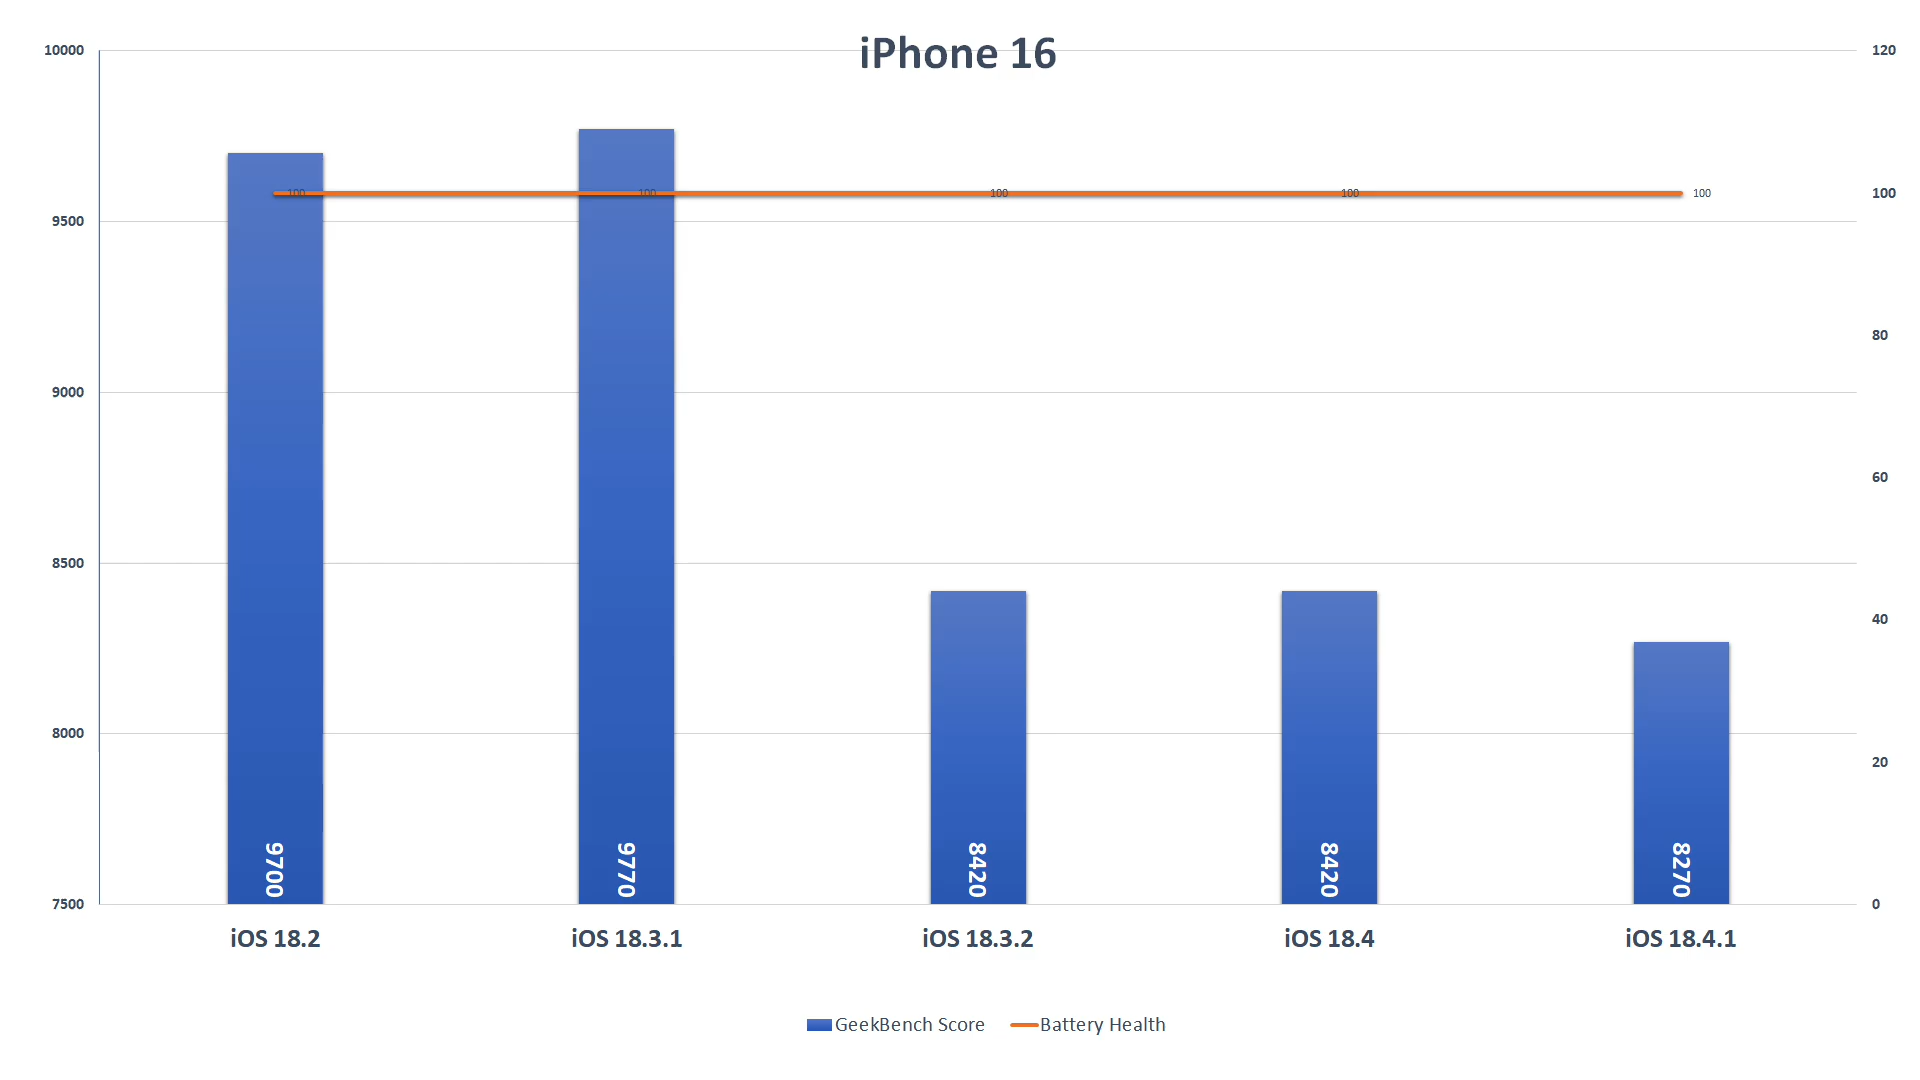 iPhone 16
10000
9500
9000
8500
8000
7500
120
100
80
60
40
20
0
100 100 100 100 100
9700 9770 8420 8420 8270
iOS 18.2 iOS 18.3.1 iOS 18.3.2 iOS 18.4 iOS 18.4.1
GeekBench Score Battery Health